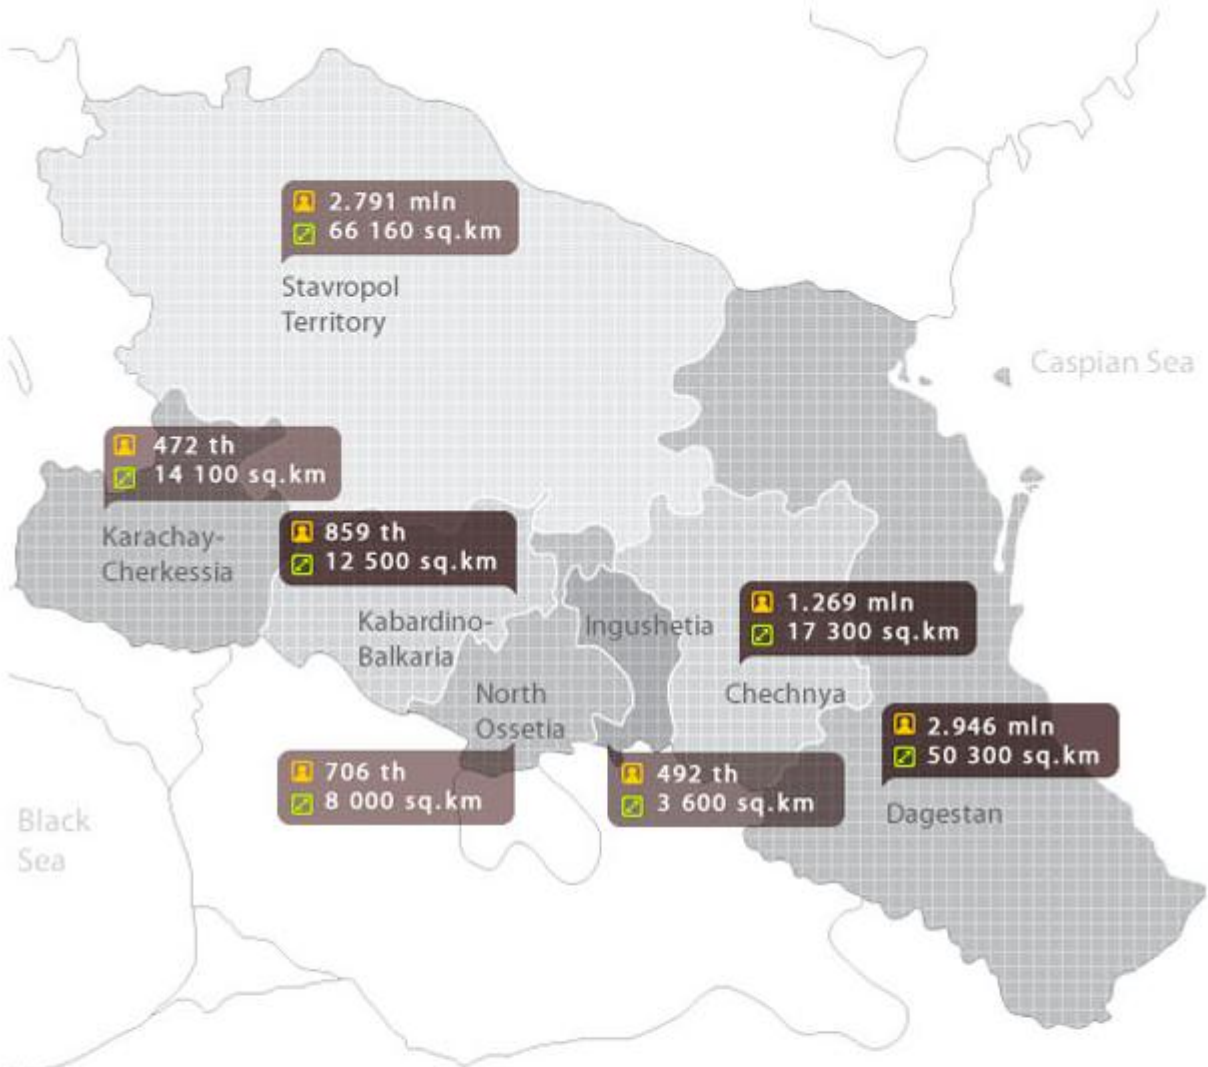 2.791 mln
66 160 sq.km
Stavropol
Territory
Caspian Sea
472 th
14 100 sq.km
Karachay-
Cherkessia
859 th
12 500 sq.km
Kabardino-
Balkaria
Ingushetia
1.269 mln
17 300 sq.km
Chechnya
North
Ossetia
2.946 mln
50 300 sq.km
Dagestan
706 th
8 000 sq.km
492 th
3 600 sq.km
Black
Sea